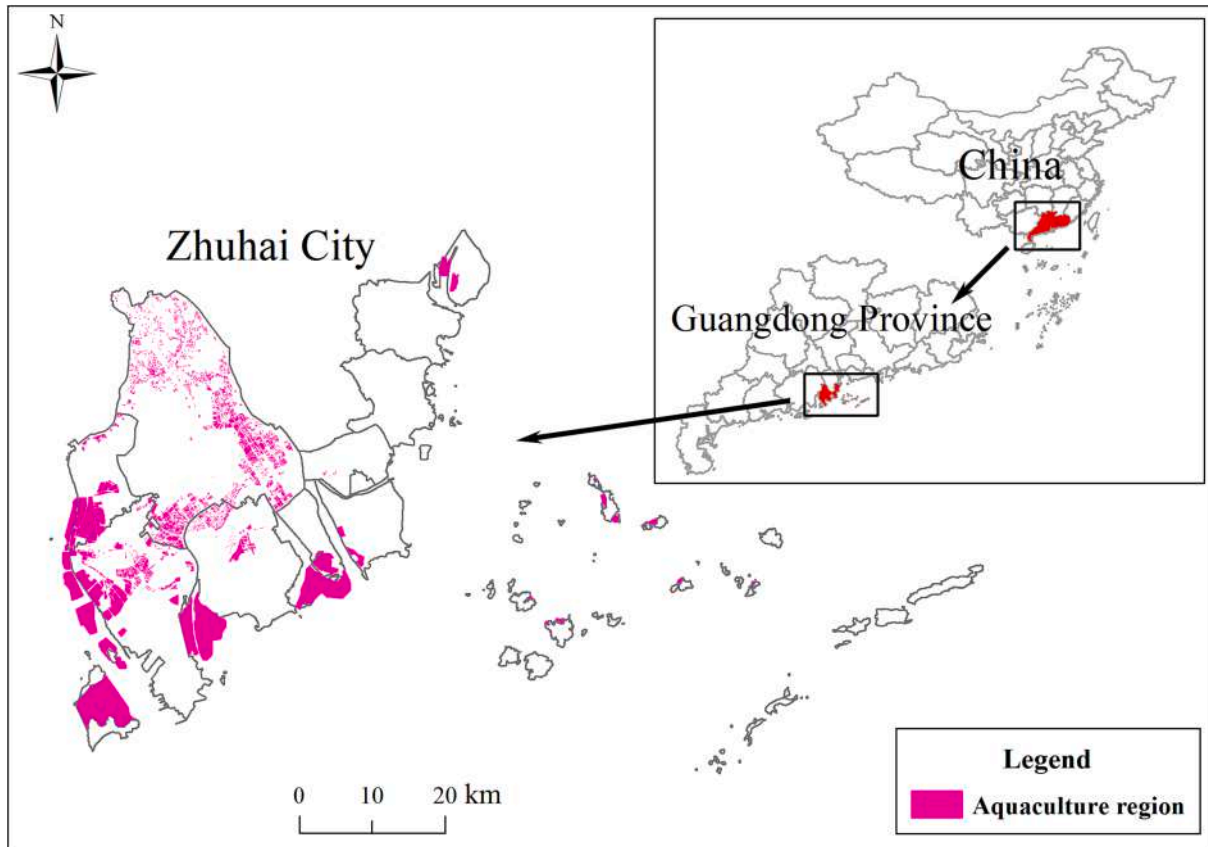 N
China
Zhuhai City
Guangdong Province
0 10 20 km
Legend
Aquaculture region